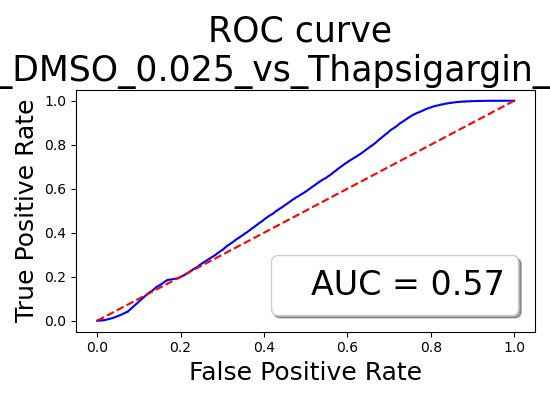 ROC curve
_DMSO_0.025_vs_Thapsigargin_
True Positive Rate
1.0
0.8
0.6
0.4
0.2
0.0
AUC = 0.57
0.0 0.2 0.4 0.6 0.8 1.0
False Positive Rate